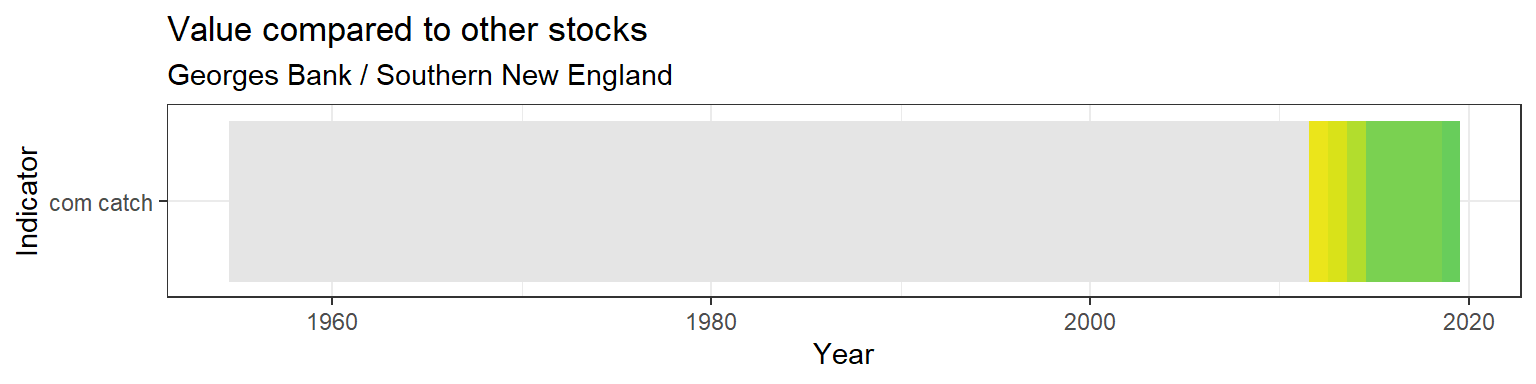 Value compared to other stocks
Georges Bank / Southern New England
Indicator
com catch
1960 1980 2000 2020
Year